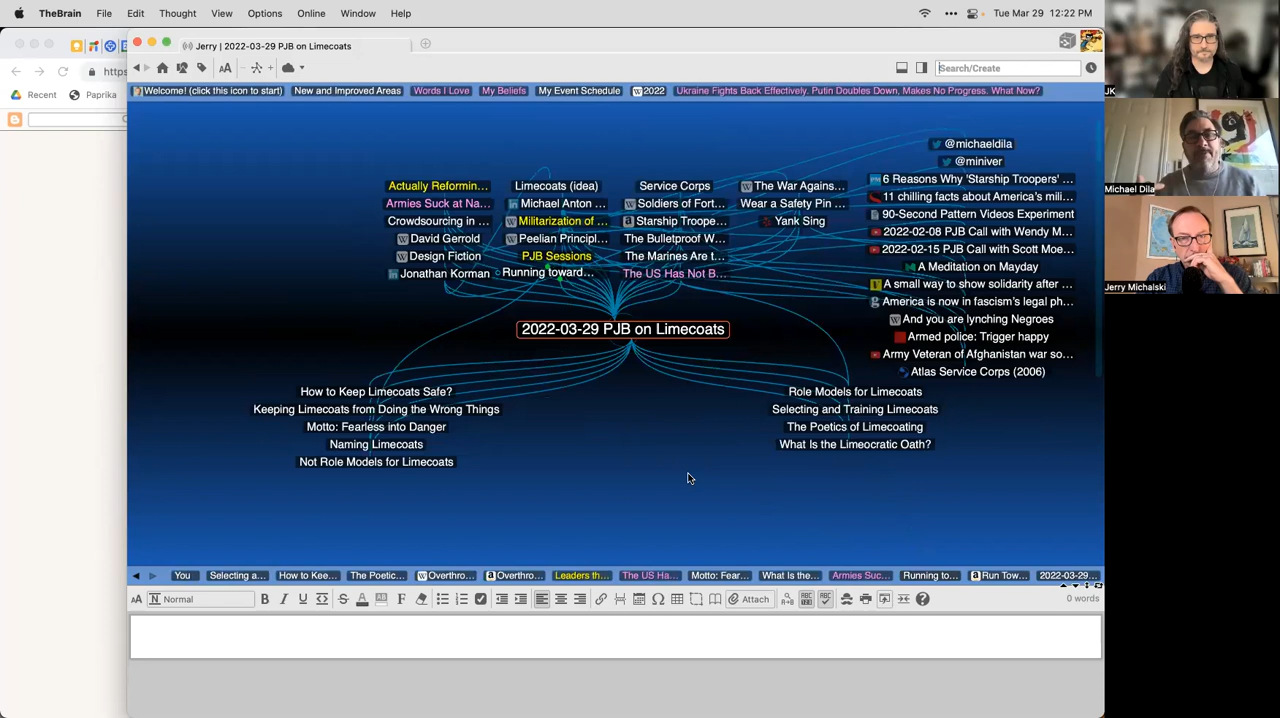 TheBrain File Edit Thought View Options Online Window Help Tue Mar 29 12:22 PM
Jerry | 2022-03-29 PJB on Limecoats
https
Search/Create
Recent Paprika
Welcome! (click this icon to start) New and Improved Areas Words I Love My Beliefs My Event Schedule 2022 Ukraine Fights Back Effectively. Putin Doubles Down, Makes No Progress. What Now?
JK
@michaeldila
@miniver
6 Reasons Why 'Starship Troopers' ...
11 chilling facts about America's mili...
90-Second Pattern Videos Experiment
2022-02-08 PJB Call with Wendy M...
2022-02-15 PJB Call with Scott Moe...
A Meditation on Mayday
A small way to show solidarity after ...
America is now in fascism's legal ph...
And you are lynching Negroes
Armed police: Trigger happy
Army Veteran of Afghanistan war so...
Atlas Service Corps (2006)
Actually Reformin... Limecoats (idea) Service Corps The War Agains...
Armies Suck at Na... Michael Anton ... Soldiers of Fort... Wear a Safety Pin ...
Crowdsourcing in ... Militarization of ... Starship Troope... Yank Sing
David Gerrold Peelian Principl... The Bulletproof W...
Design Fiction PJB Sessions The Marines Are t...
Jonathan Korman Running toward... The US Has Not B...
Michael Dila
Jerry Michalski
2022-03-29 PJB on Limecoats
How to Keep Limecoats Safe? Role Models for Limecoats
Keeping Limecoats from Doing the Wrong Things Selecting and Training Limecoats
Motto: Fearless into Danger The Poetics of Limecoating
Naming Limecoats What Is the Limeocratic Oath?
Not Role Models for Limecoats
You Selecting a... How to Kee... The Poetic... Overthro... Overthro... Leaders th... The US Ha... Motto: Fear... What Is the... Armies Suc... Running to... Run Tow... 2022-03-29...
Normal B I U S A Attach 0 words